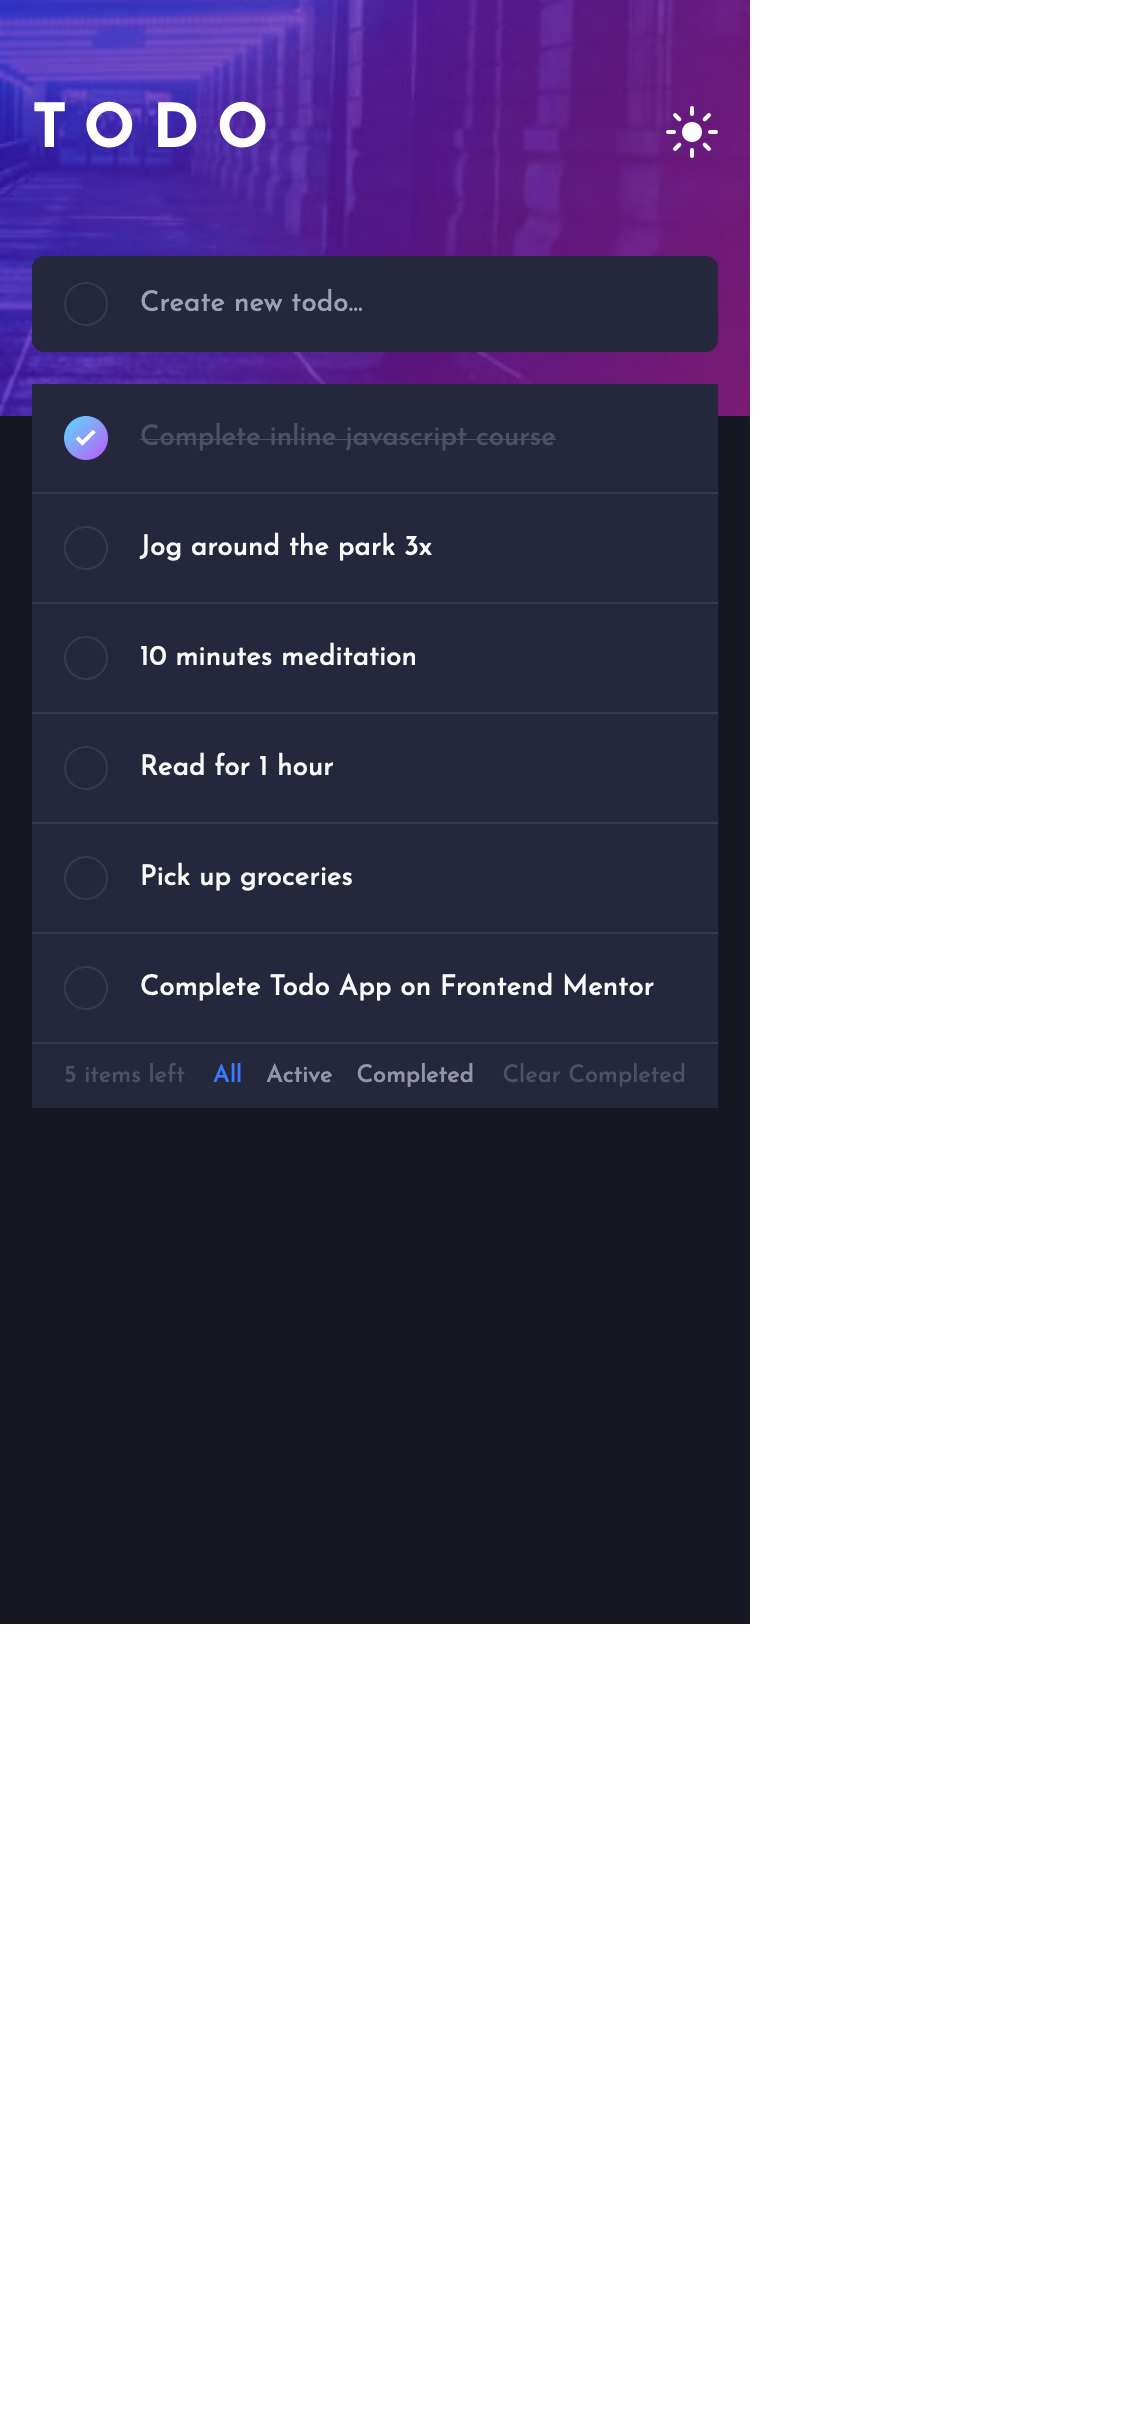 TODO
Create new todo...
Complete inline javascript course
Jog around the park 3x
10 minutes meditation
Read for 1 hour
Pick up groceries
Complete Todo App on Frontend Mentor
5 items left All Active Completed Clear Completed